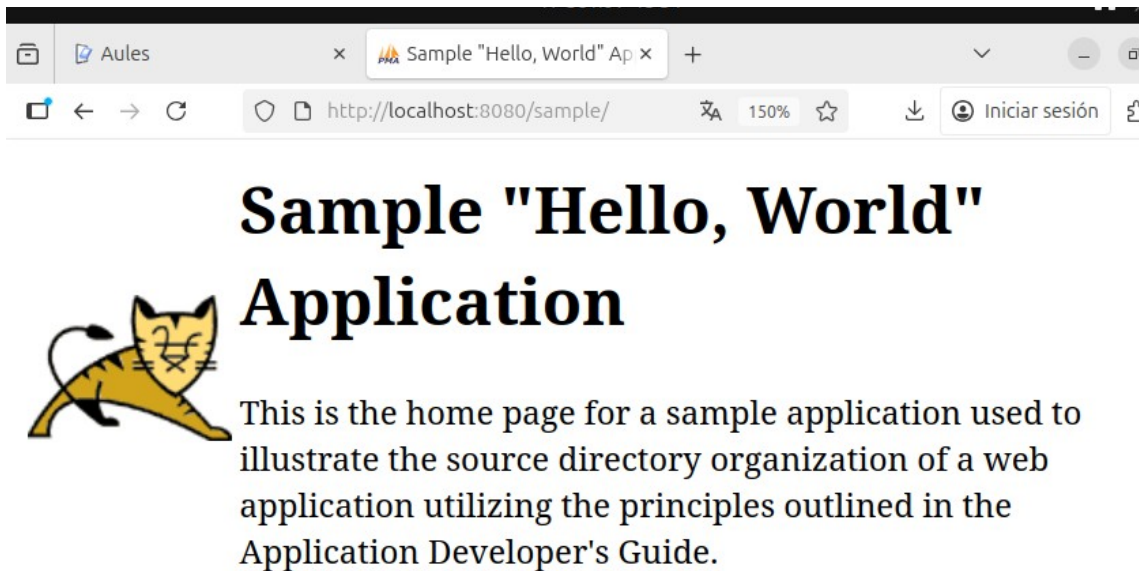 Aules
Sample "Hello, World" Ap
http://localhost:8080/sample/
150%
Iniciar sesión
Sample "Hello, World"
Application
This is the home page for a sample application used to
illustrate the source directory organization of a web
application utilizing the principles outlined in the
Application Developer's Guide.